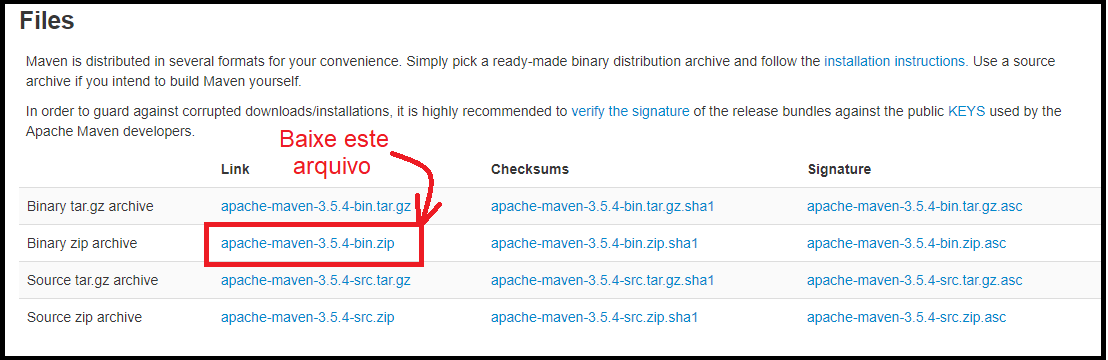 Files
Maven is distributed in several formats for your convenience. Simply pick a ready-made binary distribution archive and follow the installation instructions. Use a source
archive if you intend to build Maven yourself.
In order to guard against corrupted downloads/installations, it is highly recommended to verify the signature of the release bundles against the public KEYS used by the
Apache Maven developers.
Baixe este
arquivo
Link Checksums Signature
Binary tar.gz archive apache-maven-3.5.4-bin.tar.gz apache-maven-3.5.4-bin.tar.gz.sha1 apache-maven-3.5.4-bin.tar.gz.asc
Binary zip archive apache-maven-3.5.4-bin.zip apache-maven-3.5.4-bin.zip.sha1 apache-maven-3.5.4-bin.zip.asc
Source tar.gz archive apache-maven-3.5.4-src.tar.gz apache-maven-3.5.4-src.tar.gz.sha1 apache-maven-3.5.4-src.tar.gz.asc
Source zip archive apache-maven-3.5.4-src.zip apache-maven-3.5.4-src.zip.sha1 apache-maven-3.5.4-src.zip.asc